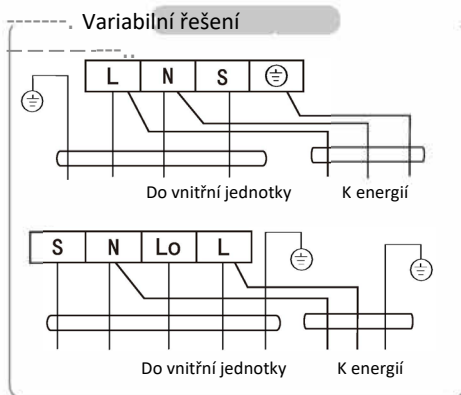 Variabilní řešení
L N S
Do vnitřní jednotky K energií
S N Lo L
Do vnitřní jednotky K energií